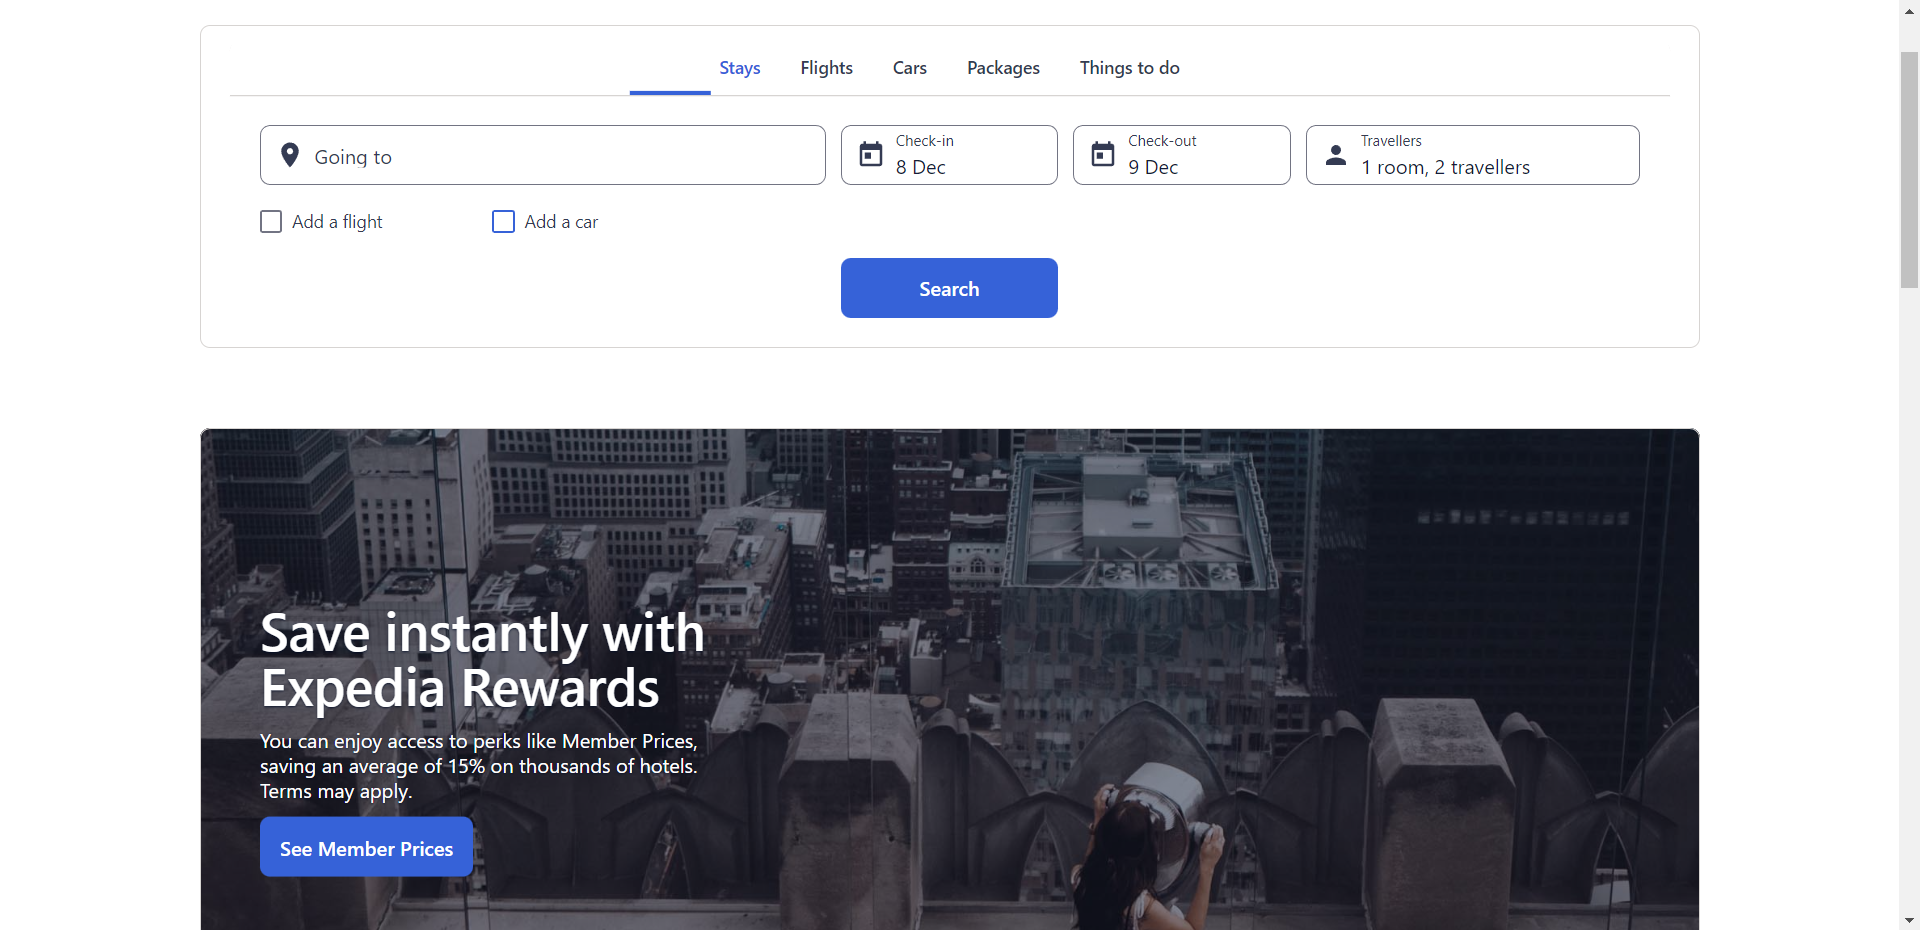 Stays Flights Cars Packages Things to do
Going to
Check-in
8 Dec
Check-out
9 Dec
Travellers
1 room, 2 travellers
Add a flight
Add a car
Search
Save instantly with
Expedia Rewards
You can enjoy access to perks like Member Prices,
saving an average of 15% on thousands of hotels.
Terms may apply.
See Member Prices